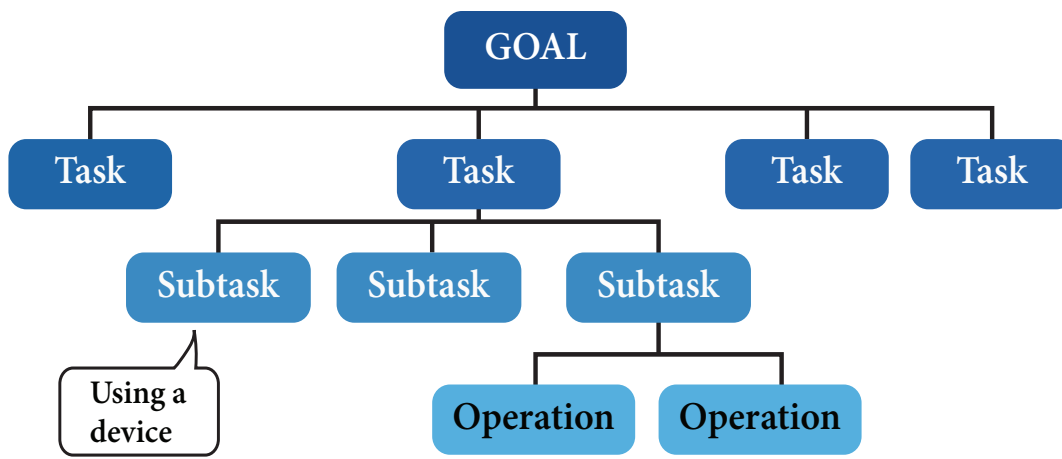 GOAL
Task Task Task Task
Subtask Subtask Subtask
Using a
device
Operation Operation